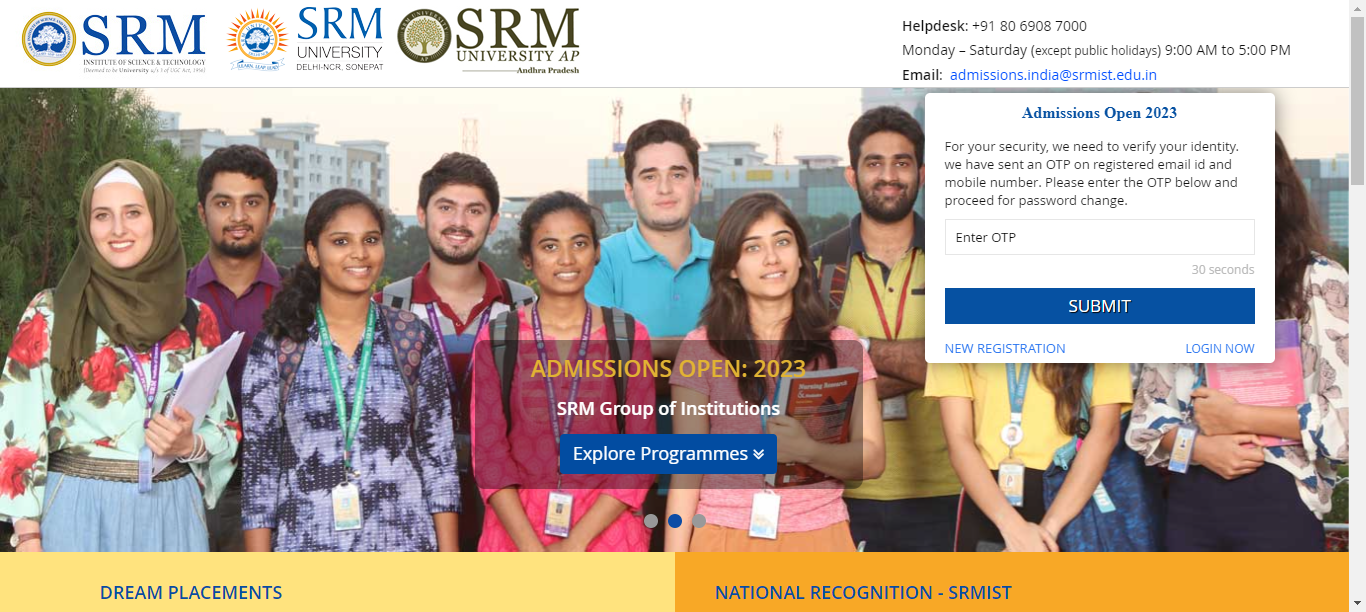 SRM
INSTITUTE OF SCIENCE & TECHNOLOGY
(Deemed to be University u/s 3 of UGC Act, 1956)
SRM
UNIVERSITY
DELHI-NCR, SONEPAT
LEARN, LEAP, LEAD
SRM
UNIVERSITY AP
Andhra Pradesh
Helpdesk: +91 80 6908 7000
Monday – Saturday (except public holidays) 9:00 AM to 5:00 PM
Email: admissions.india@srmist.edu.in
Admissions Open 2023
For your security, we need to verify your identity.
we have sent an OTP on registered email id and
mobile number. Please enter the OTP below and
proceed for password change.
Enter OTP
30 seconds
SUBMIT
NEW REGISTRATION
LOGIN NOW
ADMISSIONS OPEN: 2023
SRM Group of Institutions
Explore Programmes
Nursing Research
DREAM PLACEMENTS
NATIONAL RECOGNITION - SRMIST